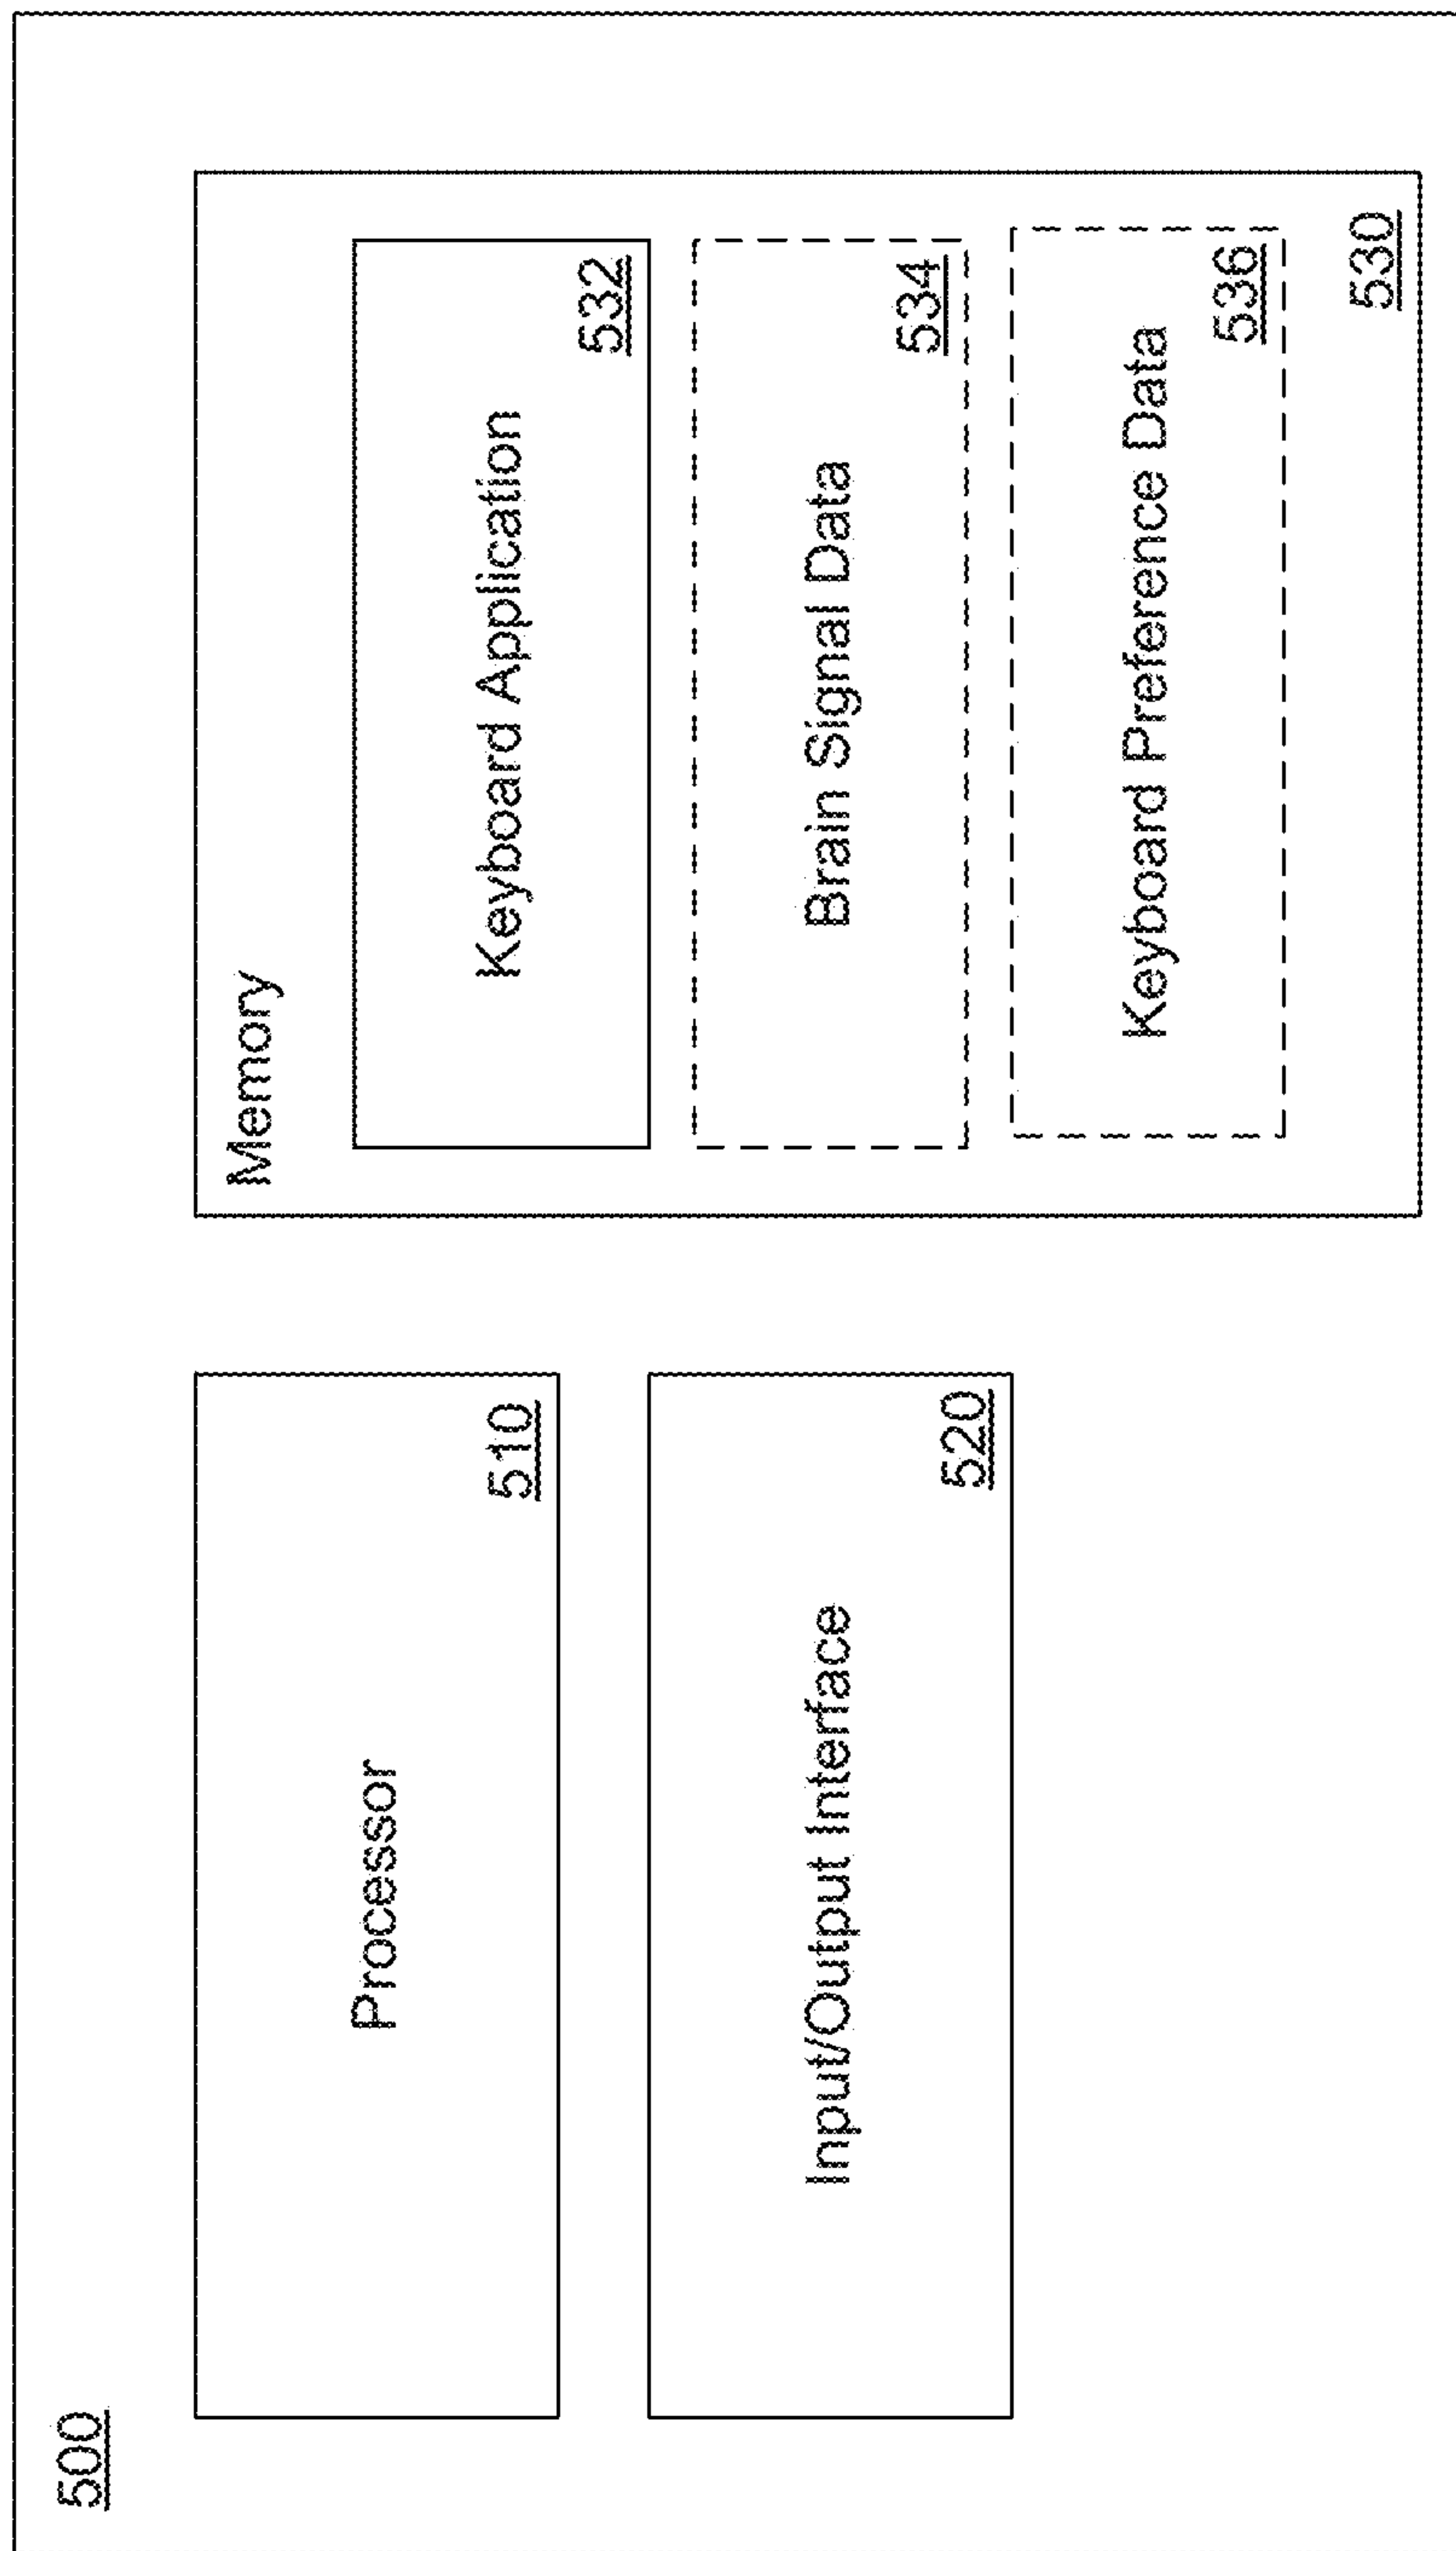 500
Processor
510
Input/Output Interface
520
Memory
Keyboard Application
532
Brain Signal Data
534
Keyboard Preference Data
536
530